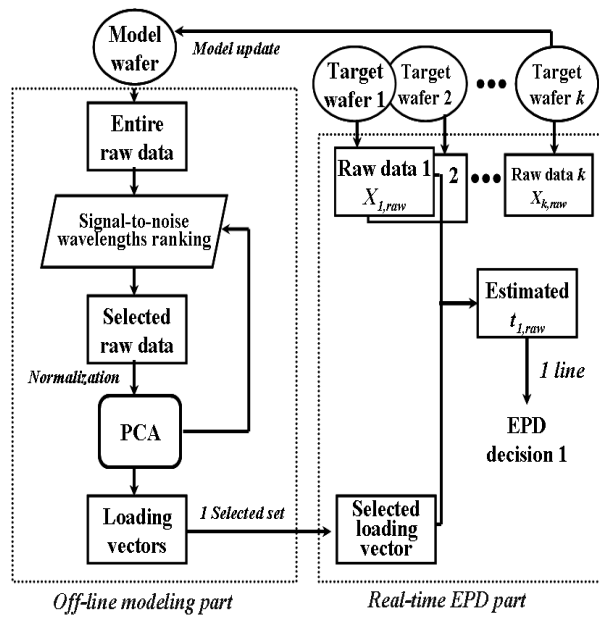 Model
wafer
Model update
Target
wafer 1
Target
wafer 2
Target
wafer k
Entire
raw data
Signal-to-noise
wavelengths ranking
Selected
raw data
Normalization
PCA
Loading
vectors
1 Selected set
Off-line modeling part
Raw data 1
X1,raw
2
Raw data k
Xk,raw
Estimated
t1,raw
1 line
EPD
decision 1
Selected
loading
vector
Real-time EPD part